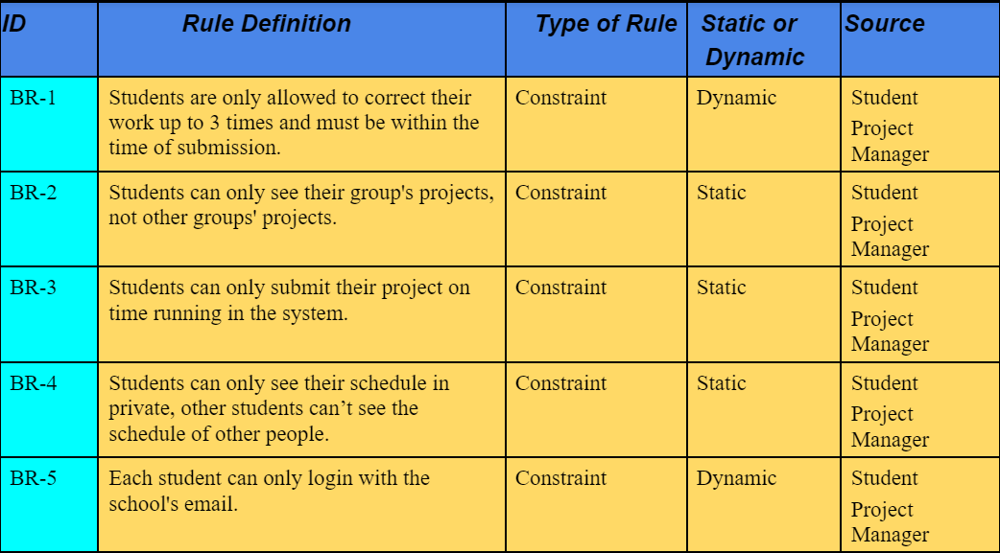 ID Rule Definition Type of Rule Static or Source
Dynamic
BR-1 Students are only allowed to correct their Constraint Dynamic Student
work up to 3 times and must be within the Project
time of submission. Manager
BR-2 Students can only see their group's projects, Constraint Static Student
not other groups' projects. Project
Manager
BR-3 Students can only submit their project on Constraint Static Student
time running in the system. Project
Manager
BR-4 Students can only see their schedule in Constraint Static Student
private, other students can’t see the Project
schedule of other people. Manager
BR-5 Each student can only login with the Constraint Dynamic Student
school's email. Project
Manager